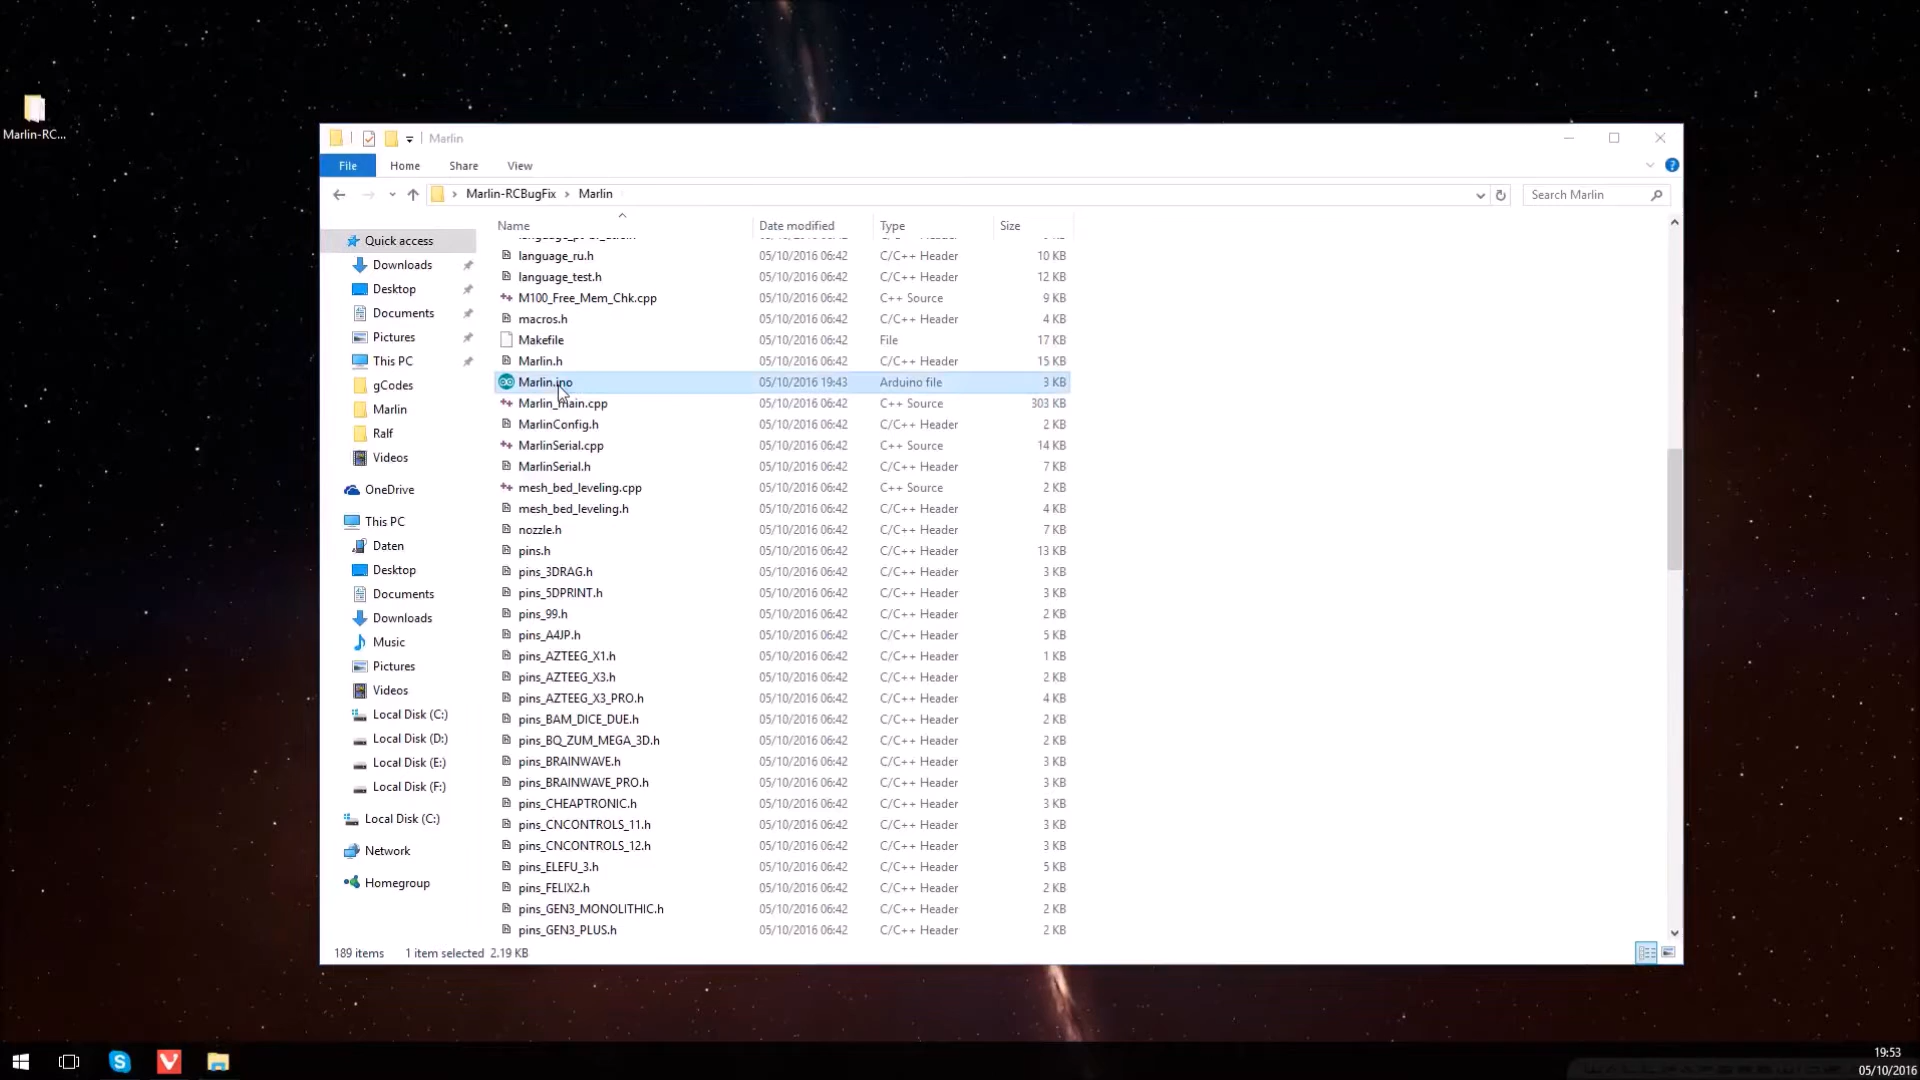 Marlin-RC...
Marlin
File Home Share View
Marlin-RCBugFix > Marlin
Search Marlin
Name Date modified Type Size
language_ru.h 05/10/2016 06:42 C/C++ Header 10 KB
language_test.h 05/10/2016 06:42 C/C++ Header 12 KB
M100_Free_Mem_Chk.cpp 05/10/2016 06:42 C++ Source 9 KB
macros.h 05/10/2016 06:42 C/C++ Header 4 KB
Makefile 05/10/2016 06:42 File 17 KB
Marlin.h 05/10/2016 06:42 C/C++ Header 15 KB
Marlin.ino 05/10/2016 19:43 Arduino file 3 KB
Marlin_main.cpp 05/10/2016 06:42 C++ Source 303 KB
MarlinConfig.h 05/10/2016 06:42 C/C++ Header 2 KB
MarlinSerial.cpp 05/10/2016 06:42 C++ Source 14 KB
MarlinSerial.h 05/10/2016 06:42 C/C++ Header 7 KB
mesh_bed_leveling.cpp 05/10/2016 06:42 C++ Source 2 KB
mesh_bed_leveling.h 05/10/2016 06:42 C/C++ Header 4 KB
nozzle.h 05/10/2016 06:42 C/C++ Header 7 KB
pins.h 05/10/2016 06:42 C/C++ Header 13 KB
pins_3DRAG.h 05/10/2016 06:42 C/C++ Header 3 KB
pins_5DPRINT.h 05/10/2016 06:42 C/C++ Header 3 KB
pins_99.h 05/10/2016 06:42 C/C++ Header 2 KB
pins_A4JP.h 05/10/2016 06:42 C/C++ Header 5 KB
pins_AZTEEG_X1.h 05/10/2016 06:42 C/C++ Header 1 KB
pins_AZTEEG_X3.h 05/10/2016 06:42 C/C++ Header 2 KB
pins_AZTEEG_X3_PRO.h 05/10/2016 06:42 C/C++ Header 4 KB
pins_BAM_DICE_DUE.h 05/10/2016 06:42 C/C++ Header 2 KB
pins_BQ_ZUM_MEGA_3D.h 05/10/2016 06:42 C/C++ Header 2 KB
pins_BRAINWAVE.h 05/10/2016 06:42 C/C++ Header 3 KB
pins_BRAINWAVE_PRO.h 05/10/2016 06:42 C/C++ Header 3 KB
pins_CHEAPTRONIC.h 05/10/2016 06:42 C/C++ Header 3 KB
pins_CNCONTROLS_11.h 05/10/2016 06:42 C/C++ Header 3 KB
pins_CNCONTROLS_12.h 05/10/2016 06:42 C/C++ Header 3 KB
pins_ELEFU_3.h 05/10/2016 06:42 C/C++ Header 5 KB
pins_FELIX2.h 05/10/2016 06:42 C/C++ Header 2 KB
pins_GEN3_MONOLITHIC.h 05/10/2016 06:42 C/C++ Header 2 KB
pins_GEN3_PLUS.h 05/10/2016 06:42 C/C++ Header 2 KB
Quick access
Downloads
Desktop
Documents
Pictures
This PC
gCodes
Marlin
Ralf
Videos
OneDrive
This PC
Daten
Desktop
Documents
Downloads
Music
Pictures
Videos
Local Disk (C:)
Local Disk (D:)
Local Disk (E:)
Local Disk (F:)
Local Disk (C:)
Network
Homegroup
189 items 1 item selected 2.19 KB
19:53
05/10/2016